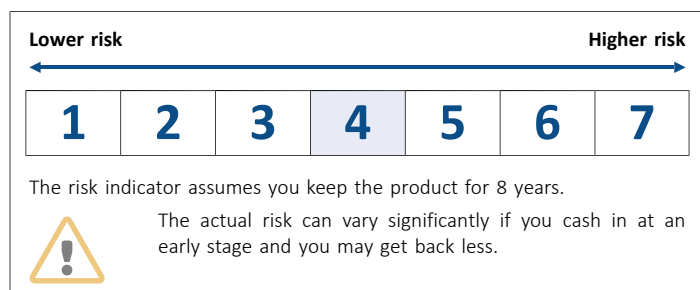 Lower risk Higher risk
1 2 3 4 5 6 7
The risk indicator assumes you keep the product for 8 years.
The actual risk can vary significantly if you cash in at an
early stage and you may get back less.